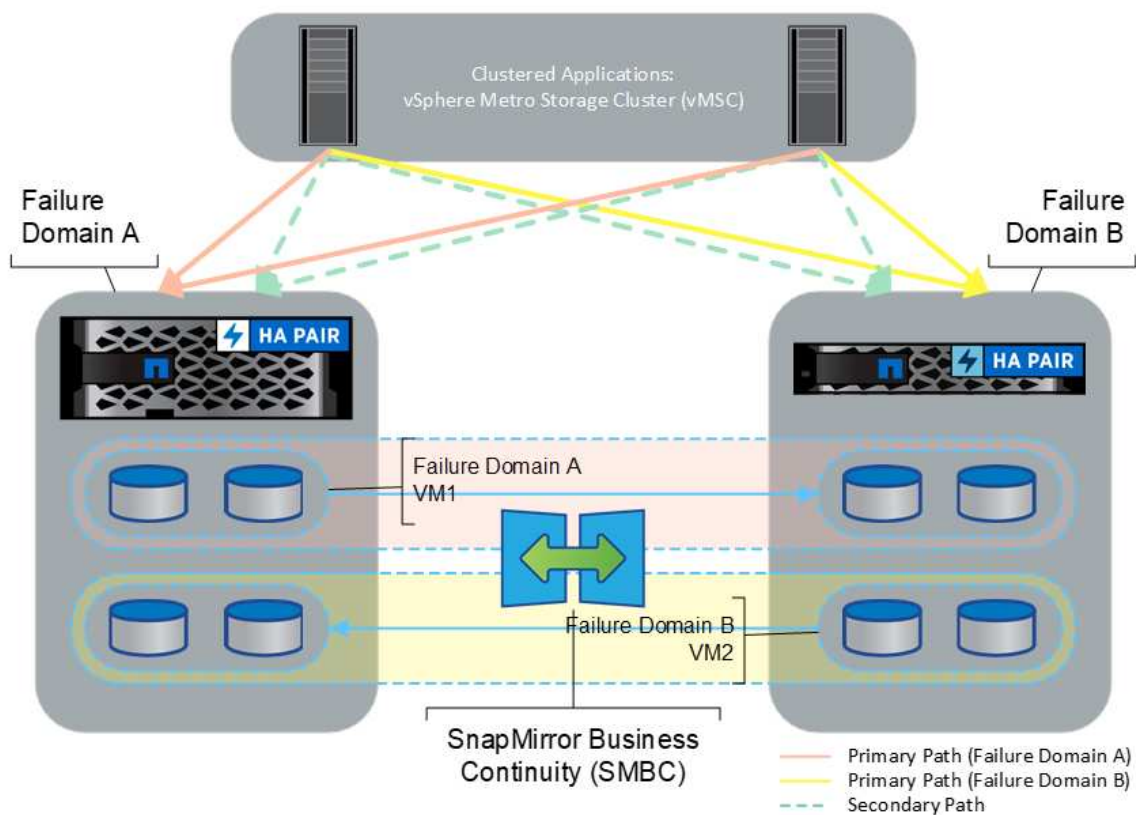 Clustered Applications:
vSphere Metro Storage Cluster (vMSC)
Failure
Domain A
Failure
Domain B
HA PAIR
HA PAIR
Failure Domain A
VM1
Failure Domain B
VM2
SnapMirror Business
Continuity (SMBC)
Primary Path (Failure Domain A)
Primary Path (Failure Domain B)
Secondary Path